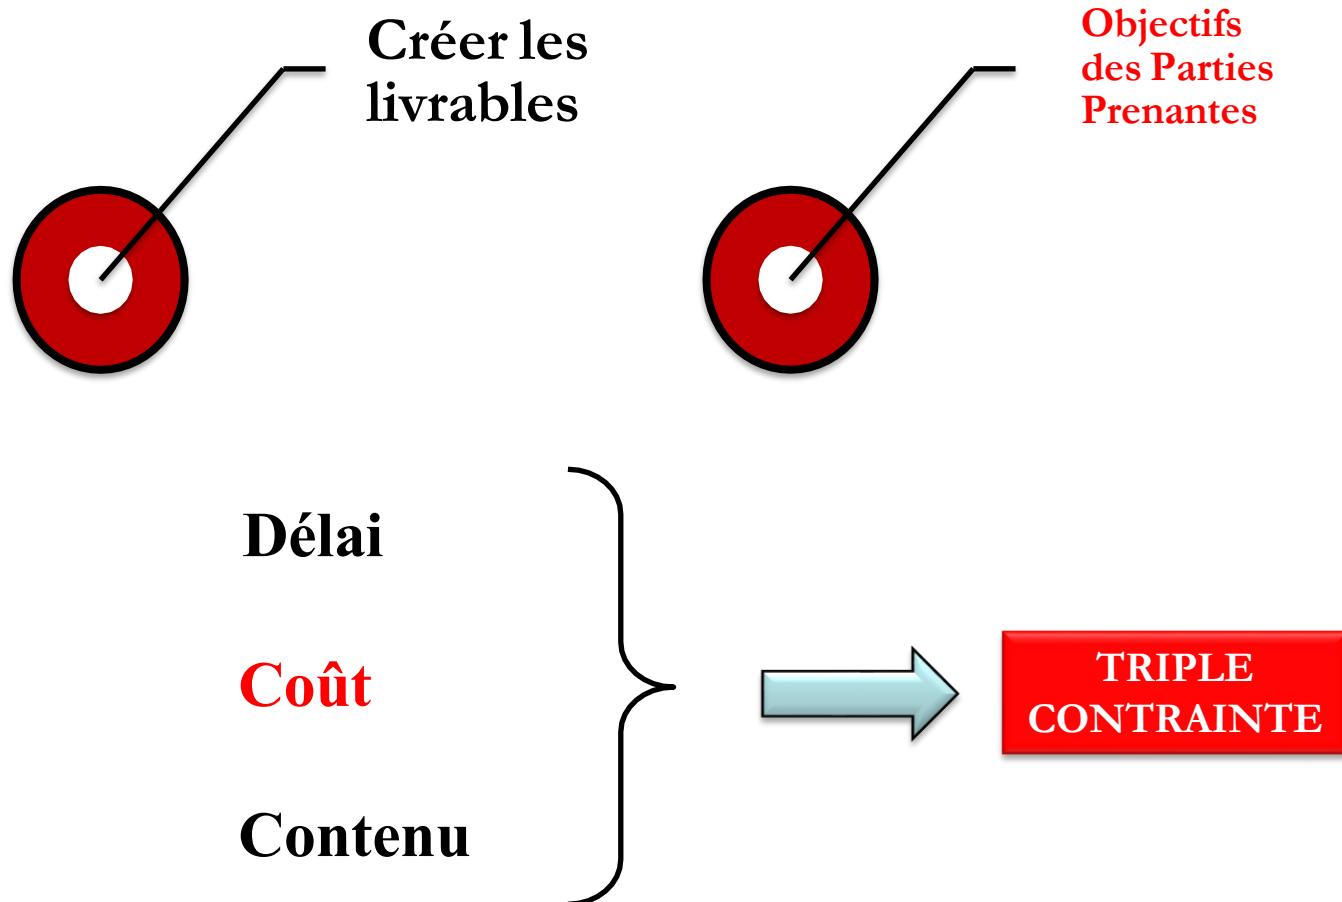 Créer les
livrables
Objectifs
des Parties
Prenantes
Délai
Coût
Contenu
TRIPLE
CONTRAINTE